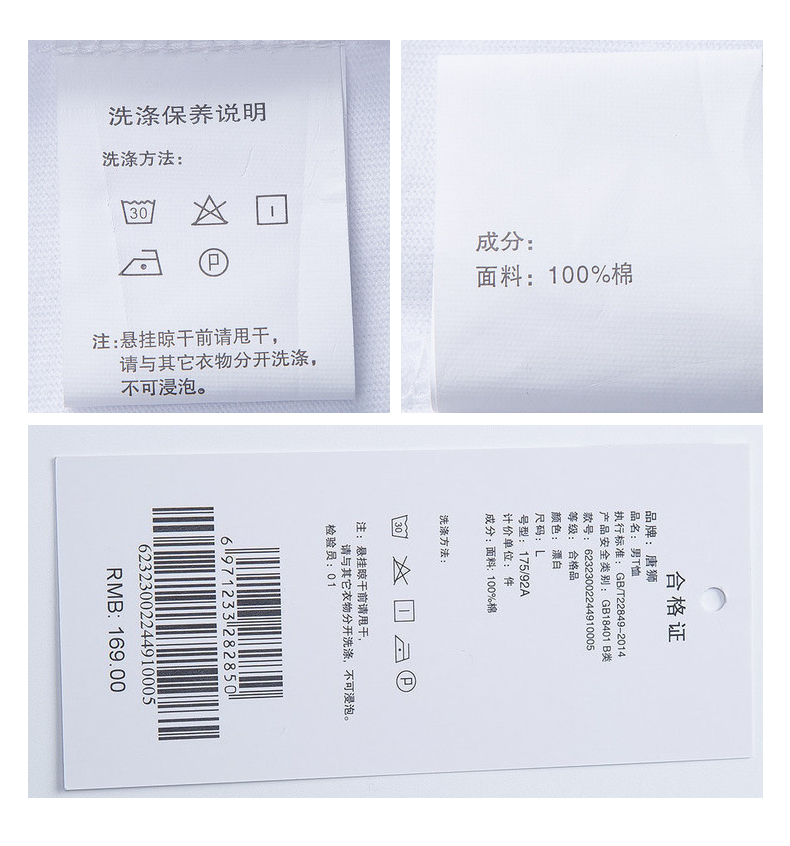 洗涤保养说明
洗涤方法：
30
P
注：悬挂晾干前请甩干，
请与其它衣物分开洗涤，
不可浸泡。
成分：
面料：100%棉
合格证
品牌：唐狮
品名：男T恤
执行标准：GB/T22849-2014
产品安全类别：GB18401 B类
款号：62323002244910005
等级：合格品
颜色：漂白
尺码：L
号型：175/92A
计价单位：件
成分：面料：100%棉
洗涤方法：
30
P
注：悬挂晾干前请甩干，
请与其它衣物分开洗涤，不可浸泡。
检验员：01
6971233282850
62323002244910005
RMB: 169.00